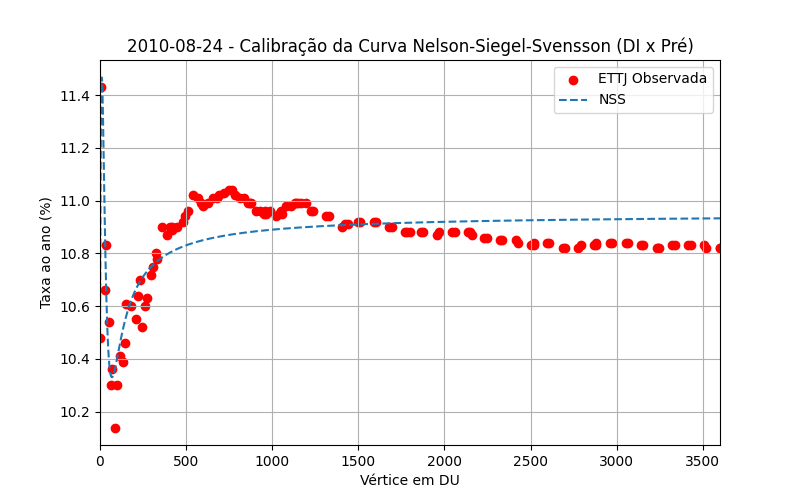 2010-08-24 - Calibração da Curva Nelson-Siegel-Svensson (DI x Pré)
ETTJ Observada
NSS
Taxa ao ano (%)
11.4
11.2
11.0
10.8
10.6
10.4
10.2
0 500 1000 1500 2000 2500 3000 3500
Vértice em DU